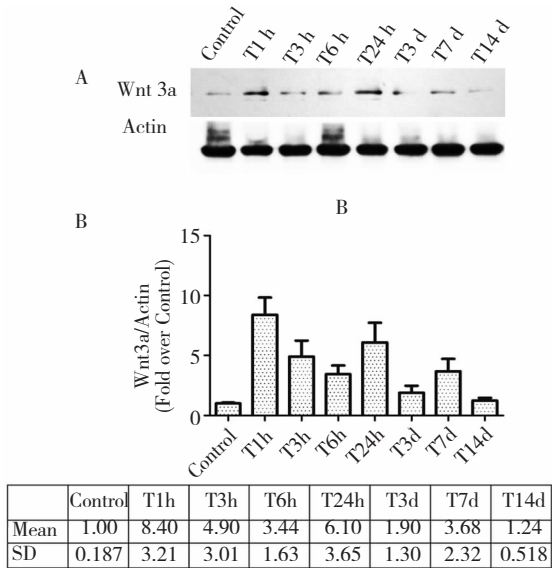 Control T1 h T3 h T6 h T24 h T3 d T7 d T14 d
A
Wnt 3a
Actin
B
B
Wnt3a/Actin
(Fold over Control)
15
10
5
0
Control T1h T3h T6h T24h T3d T7d T14d
Control T1h T3h T6h T24h T3d T7d T14d
Mean 1.00 8.40 4.90 3.44 6.10 1.90 3.68 1.24
SD 0.187 3.21 3.01 1.63 3.65 1.30 2.32 0.518